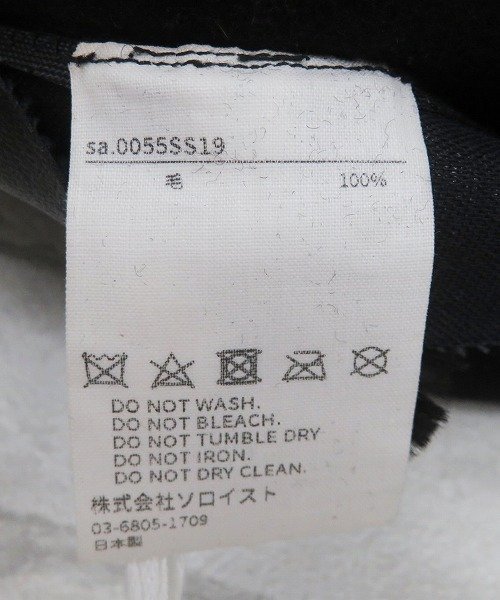 sa.0055SS19
毛 100%
DO NOT WASH.
DO NOT BLEACH.
DO NOT TUMBLE DRY
DO NOT IRON.
DO NOT DRY CLEAN.
株式会社ソロイスト
03-6805-1709
日本製